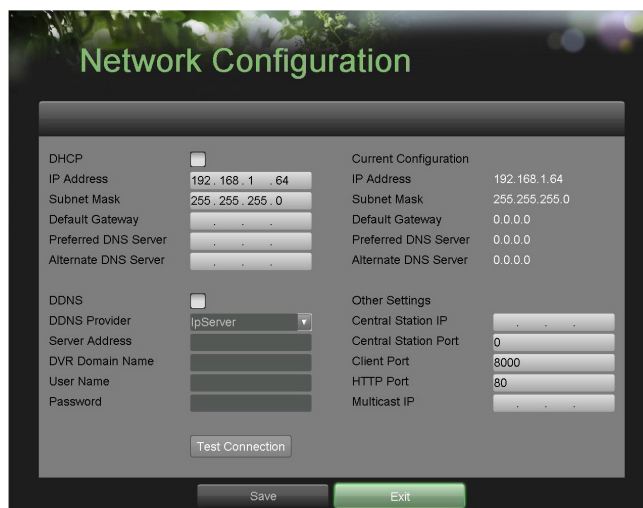 Network Configuration
DHCP
IP Address 192 . 168 . 1 . 64
Subnet Mask 255 . 255 . 255 . 0
Default Gateway . . .
Preferred DNS Server . . .
Alternate DNS Server . . .
Current Configuration
IP Address 192.168.1.64
Subnet Mask 255.255.255.0
Default Gateway 0.0.0.0
Preferred DNS Server 0.0.0.0
Alternate DNS Server 0.0.0.0
DDNS
DDNS Provider IpServer
Server Address
DVR Domain Name
User Name
Password
Test Connection
Other Settings
Central Station IP . . .
Central Station Port 0
Client Port 8000
HTTP Port 80
Multicast IP . . .
Save Exit